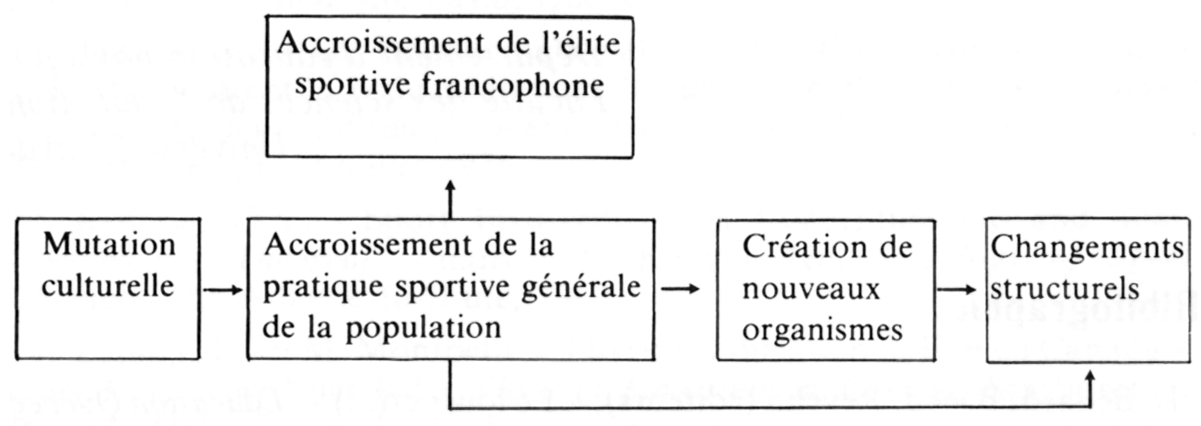 Accroissement de l'élite
sportive francophone
Mutation
culturelle
Accroissement de la
pratique sportive générale
de la population
Création de
nouveaux
organismes
Changements
structurels